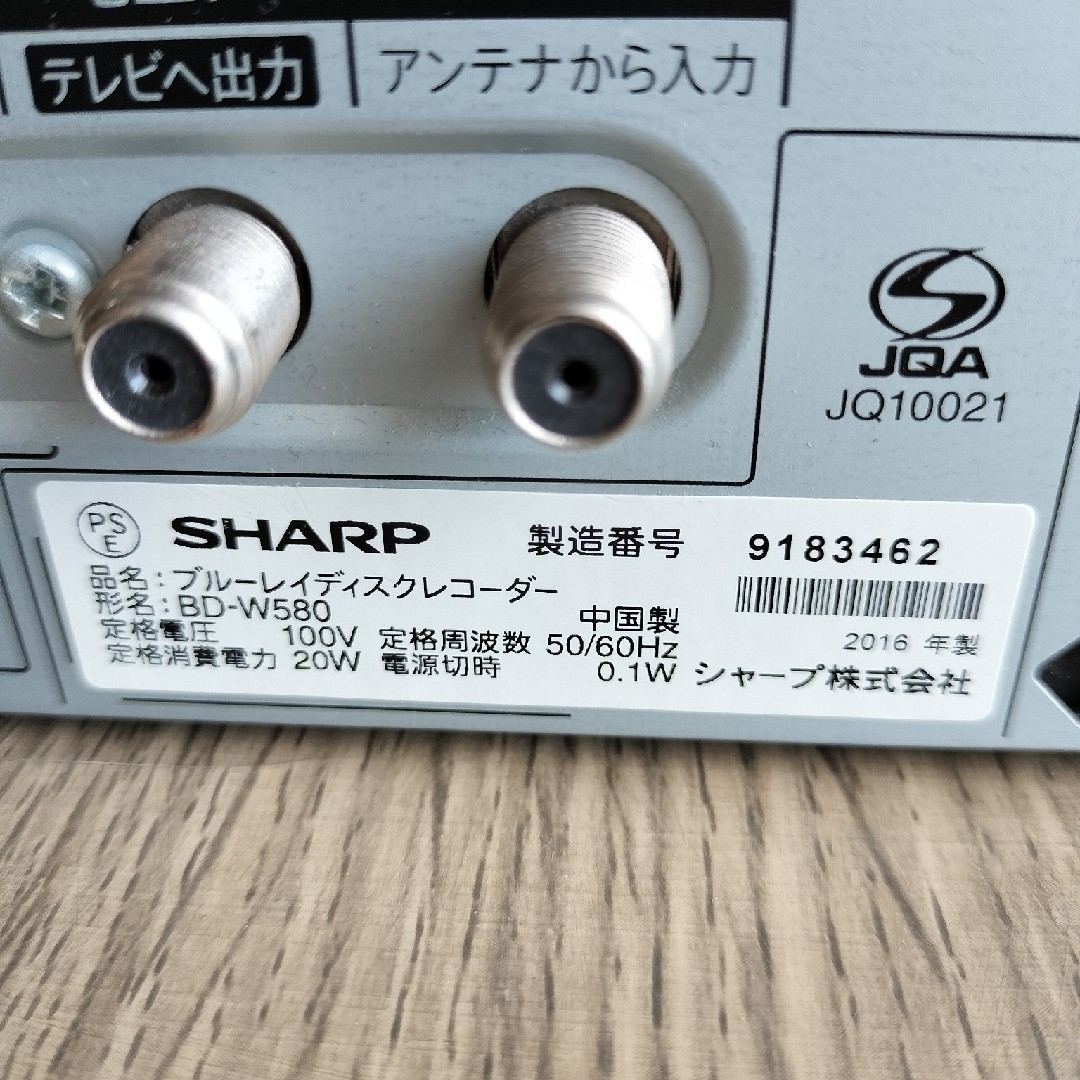 テレビへ出力
アンテナから入力
JQA
JQ10021
PSE
SHARP 製造番号 9183462
品名：ブルーレイディスクレコーダー
形名：BD-W580 中国製
定格電圧 100V 定格周波数 50/60Hz 2016 年製
定格消費電力 20W 電源切時 0.1W シャープ株式会社